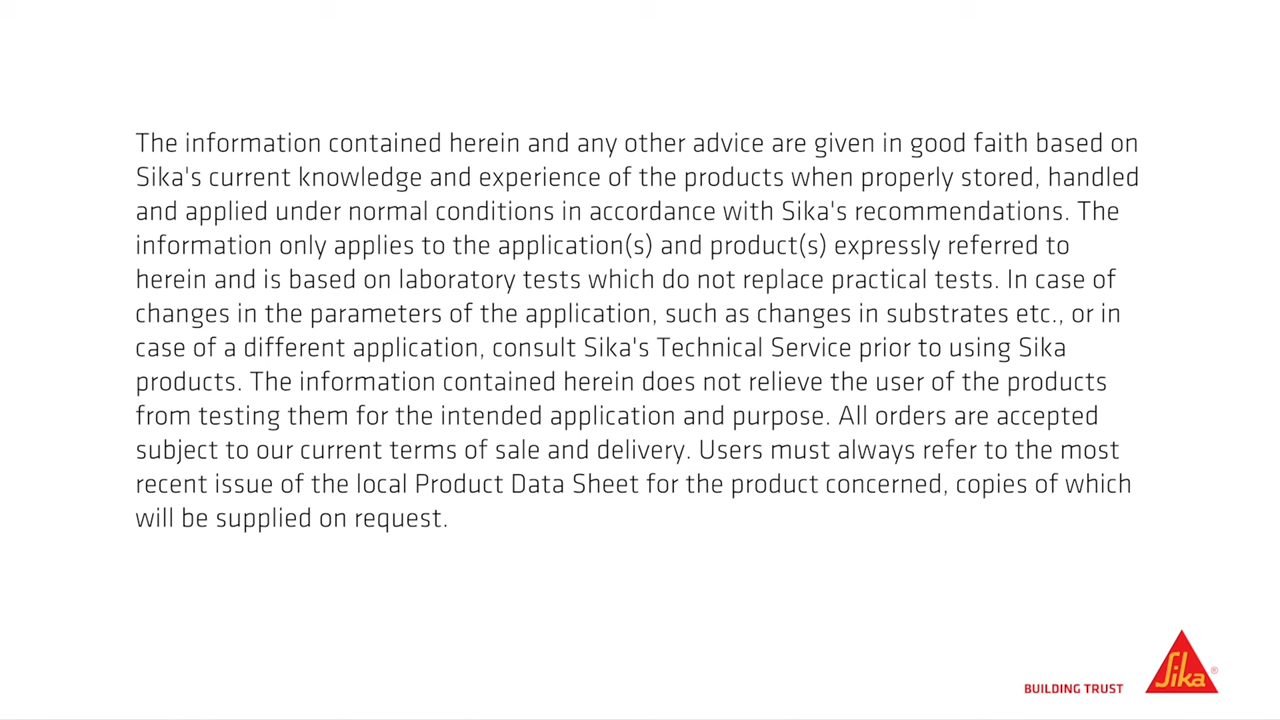 The information contained herein and any other advice are given in good faith based on
Sika's current knowledge and experience of the products when properly stored, handled
and applied under normal conditions in accordance with Sika's recommendations. The
information only applies to the application(s) and product(s) expressly referred to
herein and is based on laboratory tests which do not replace practical tests. In case of
changes in the parameters of the application, such as changes in substrates etc., or in
case of a different application, consult Sika's Technical Service prior to using Sika
products. The information contained herein does not relieve the user of the products
from testing them for the intended application and purpose. All orders are accepted
subject to our current terms of sale and delivery. Users must always refer to the most
recent issue of the local Product Data Sheet for the product concerned, copies of which
will be supplied on request.
BUILDING TRUST
Sika®